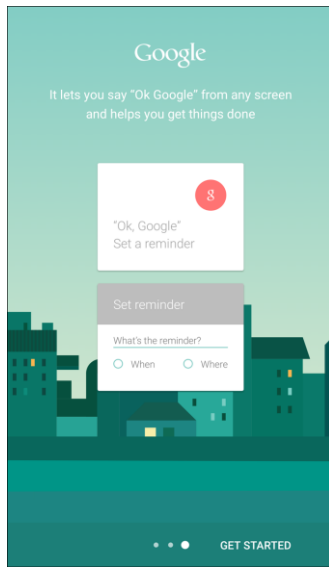 Google
It lets you say “Ok Google” from any screen
and helps you get things done
g
“Ok, Google”
Set a reminder
Set reminder
What's the reminder?
When Where
GET STARTED